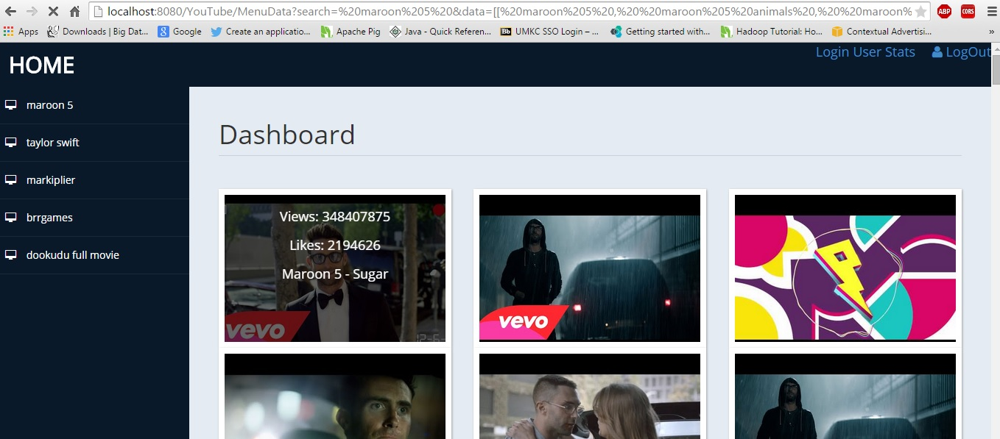 localhost:8080/YouTube/MenuData?search=%20maroon%205%20&data=[[%20maroon%205%20,%20%20maroon%205%20animals%20,%20%20maroon%
ABP
CORS
Apps Downloads | Big Dat... Google Create an applicatio... Apache Pig Java - Quick Referen... Bb UMKC SSO Login – ... Getting started with... Hadoop Tutorial: Ho... Contextual Advertisi... »
Login User Stats LogOut
HOME
maroon 5
taylor swift
markiplier
brrgames
dookudu full movie
Dashboard
Views: 348407875
Likes: 2194626
Maroon 5 - Sugar
vevo
vevo